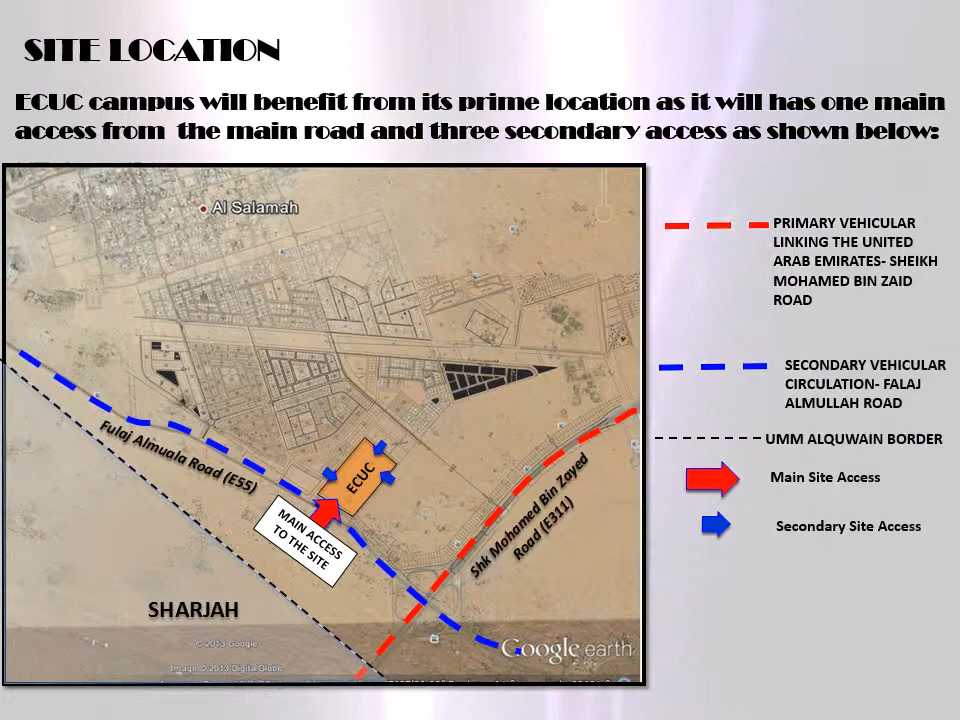 SITE LOCATION
ECUC campus will benefit from its prime location as it will has one main
access from the main road and three secondary access as shown below:
Al Salamah
PRIMARY VEHICULAR
LINKING THE UNITED
ARAB EMIRATES- SHEIKH
MOHAMED BIN ZAID
ROAD
SECONDARY VEHICULAR
CIRCULATION- FALAJ
ALMULLAH ROAD
UMM ALQUWAIN BORDER
Main Site Access
Secondary Site Access
Fulaj Almuala Road (E55)
ECUC
MAIN ACCESS
TO THE SITE
Shk Mohamed Bin Zayed
Road (E311)
SHARJAH
© 2013 Google
Image © 2013 DigitalGlobe
Google earth